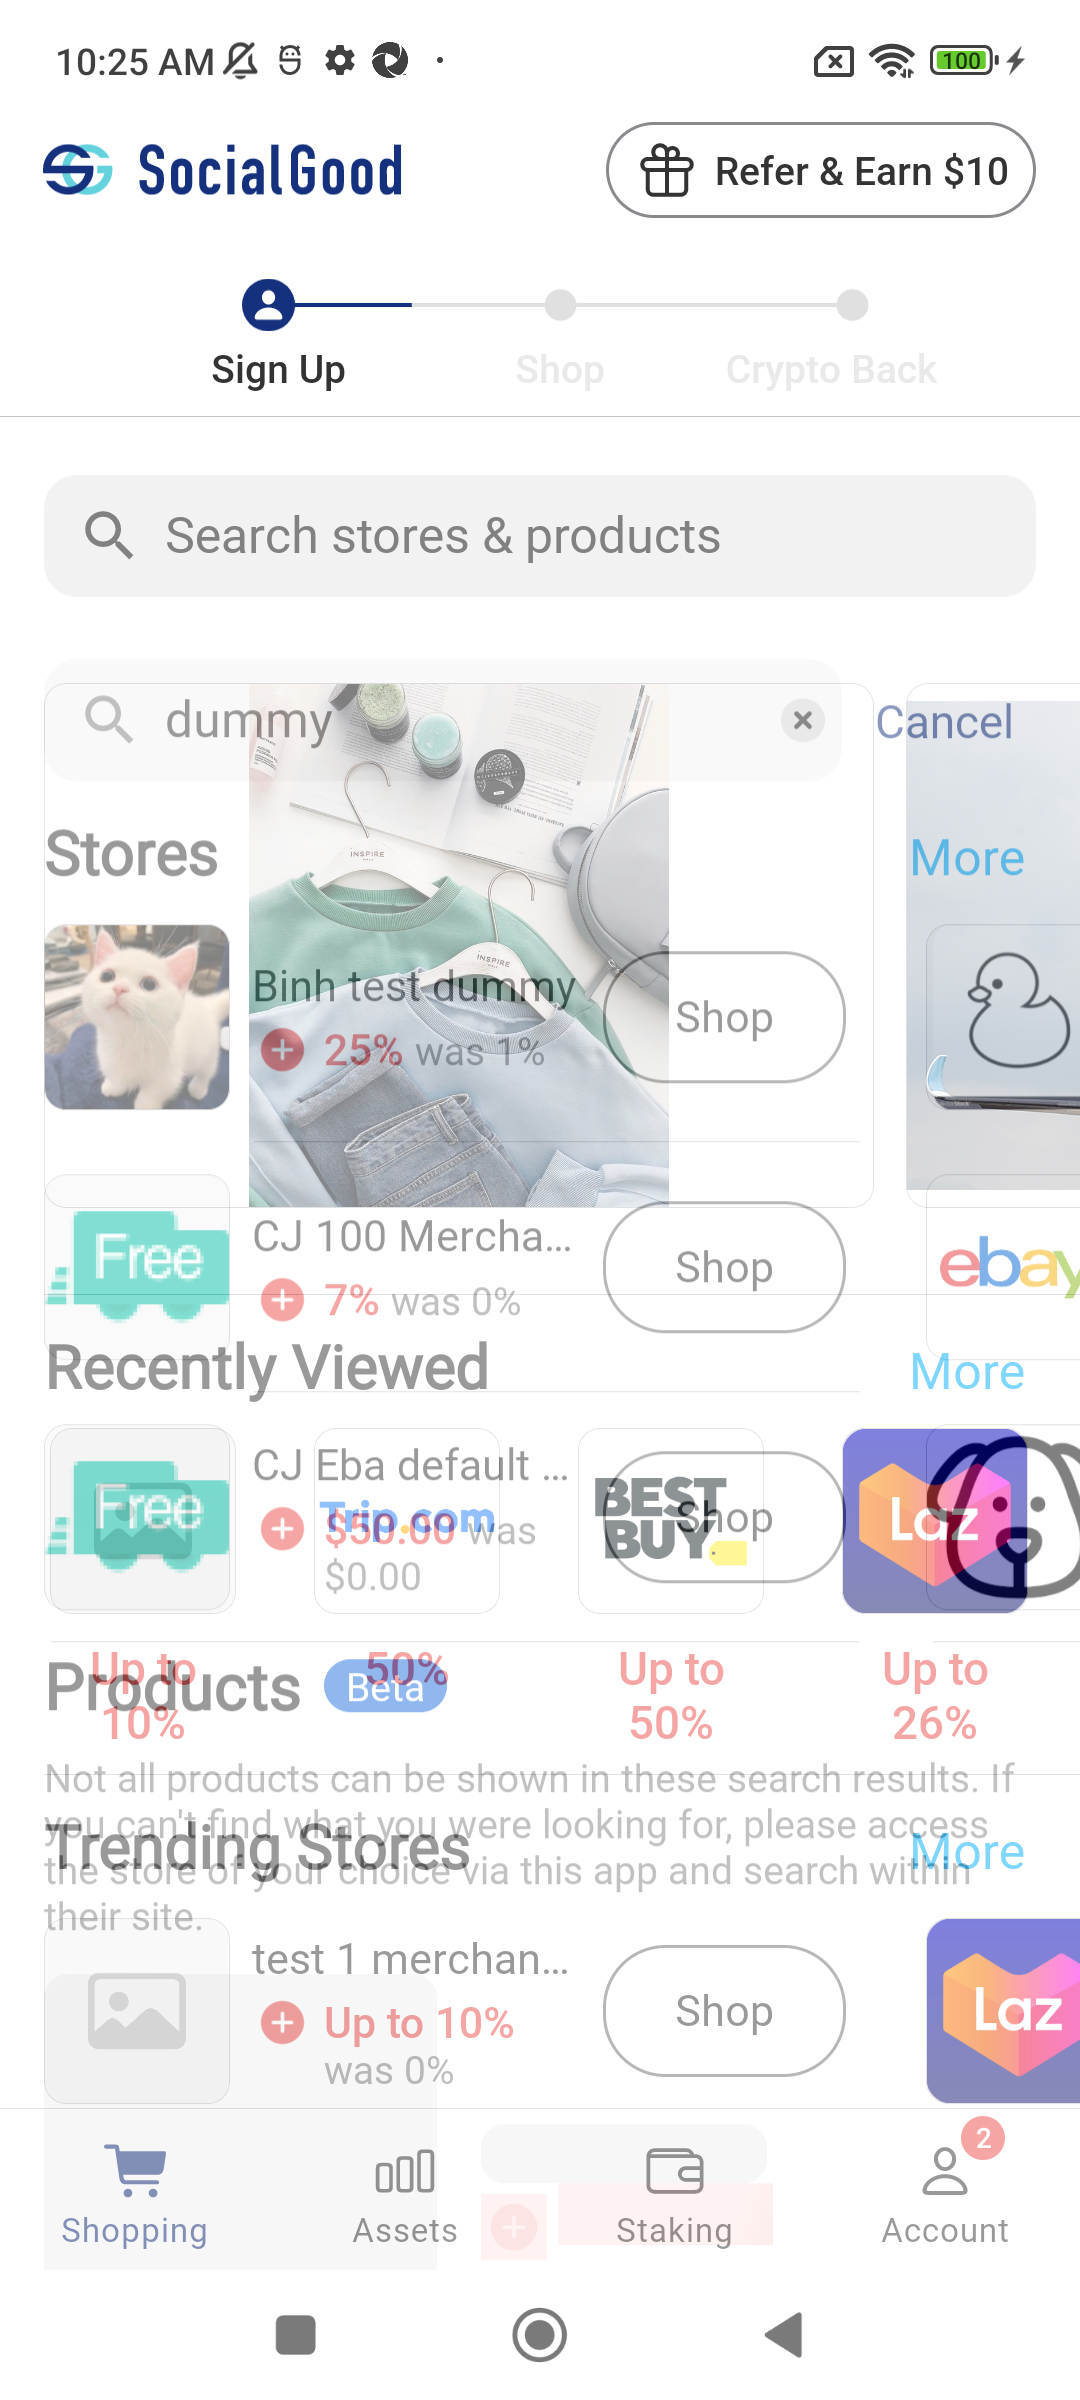 10:25 AM
100
SocialGood
Refer & Earn $10
Sign Up
Shop
Crypto Back
Search stores & products
dummy
Cancel
Stores
More
INSPIRE
INSPIRE
Binh test dummy
25% was 1%
Shop
Free
CJ 100 Mercha...
7% was 0%
Shop
ebay
Recently Viewed
More
Free
CJ Eba default ...
$50.00 was
$0.00
Shop
Trip.com
BEST
BUY
Laz
Up to
10%
50%
Up to
50%
Up to
26%
Products
Beta
Not all products can be shown in these search results. If
you can't find what you were looking for, please access
the store of your choice via this app and search within
their site.
Trending Stores
More
test 1 merchan...
Up to 10%
was 0%
Shop
Laz
Shopping
Assets
Staking
Account
2